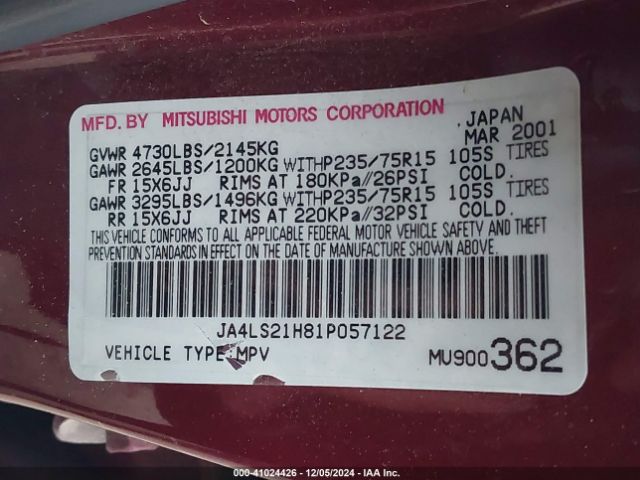 MFD. BY MITSUBISHI MOTORS CORPORATION , JAPAN
GVWR 4730LBS/2145KG MAR 2001
GAWR 2645LBS/1200KG WITHP235/75R15 105S TIRES
FR 15X6JJ RIMS AT 180KPa//26PSI COLD.
GAWR 3295LBS/1496KG WITHP235/75R15 105S TIRES
RR 15X6JJ RIMS AT 220KPa//32PSI COLD.
THIS VEHICLE CONFORMS TO ALL APPLICABLE FEDERAL MOTOR VEHICLE SAFETY AND THEFT
PREVENTION STANDARDS IN EFFECT ON THE DATE OF MANUFACTURE SHOWN ABOVE.
JA4LS21H81P057122
VEHICLE TYPE:MPV MU900362
000-41024426 - 12/05/2024 - IAA Inc.